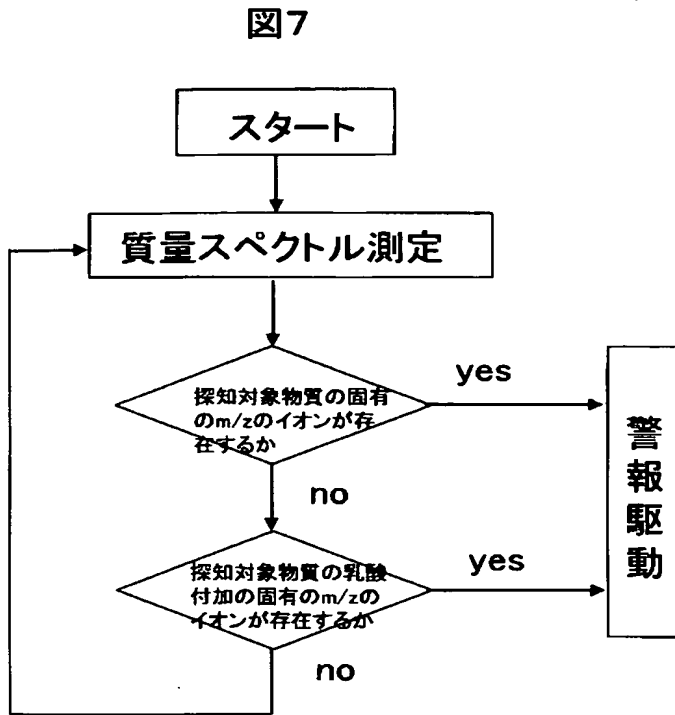 図7
スタート
質量スペクトル測定
探知対象物質の固有
のm/zのイオンが存
在するか
yes
no
探知対象物質の乳酸
付加の固有のm/zの
イオンが存在するか
yes
no
警報駆動